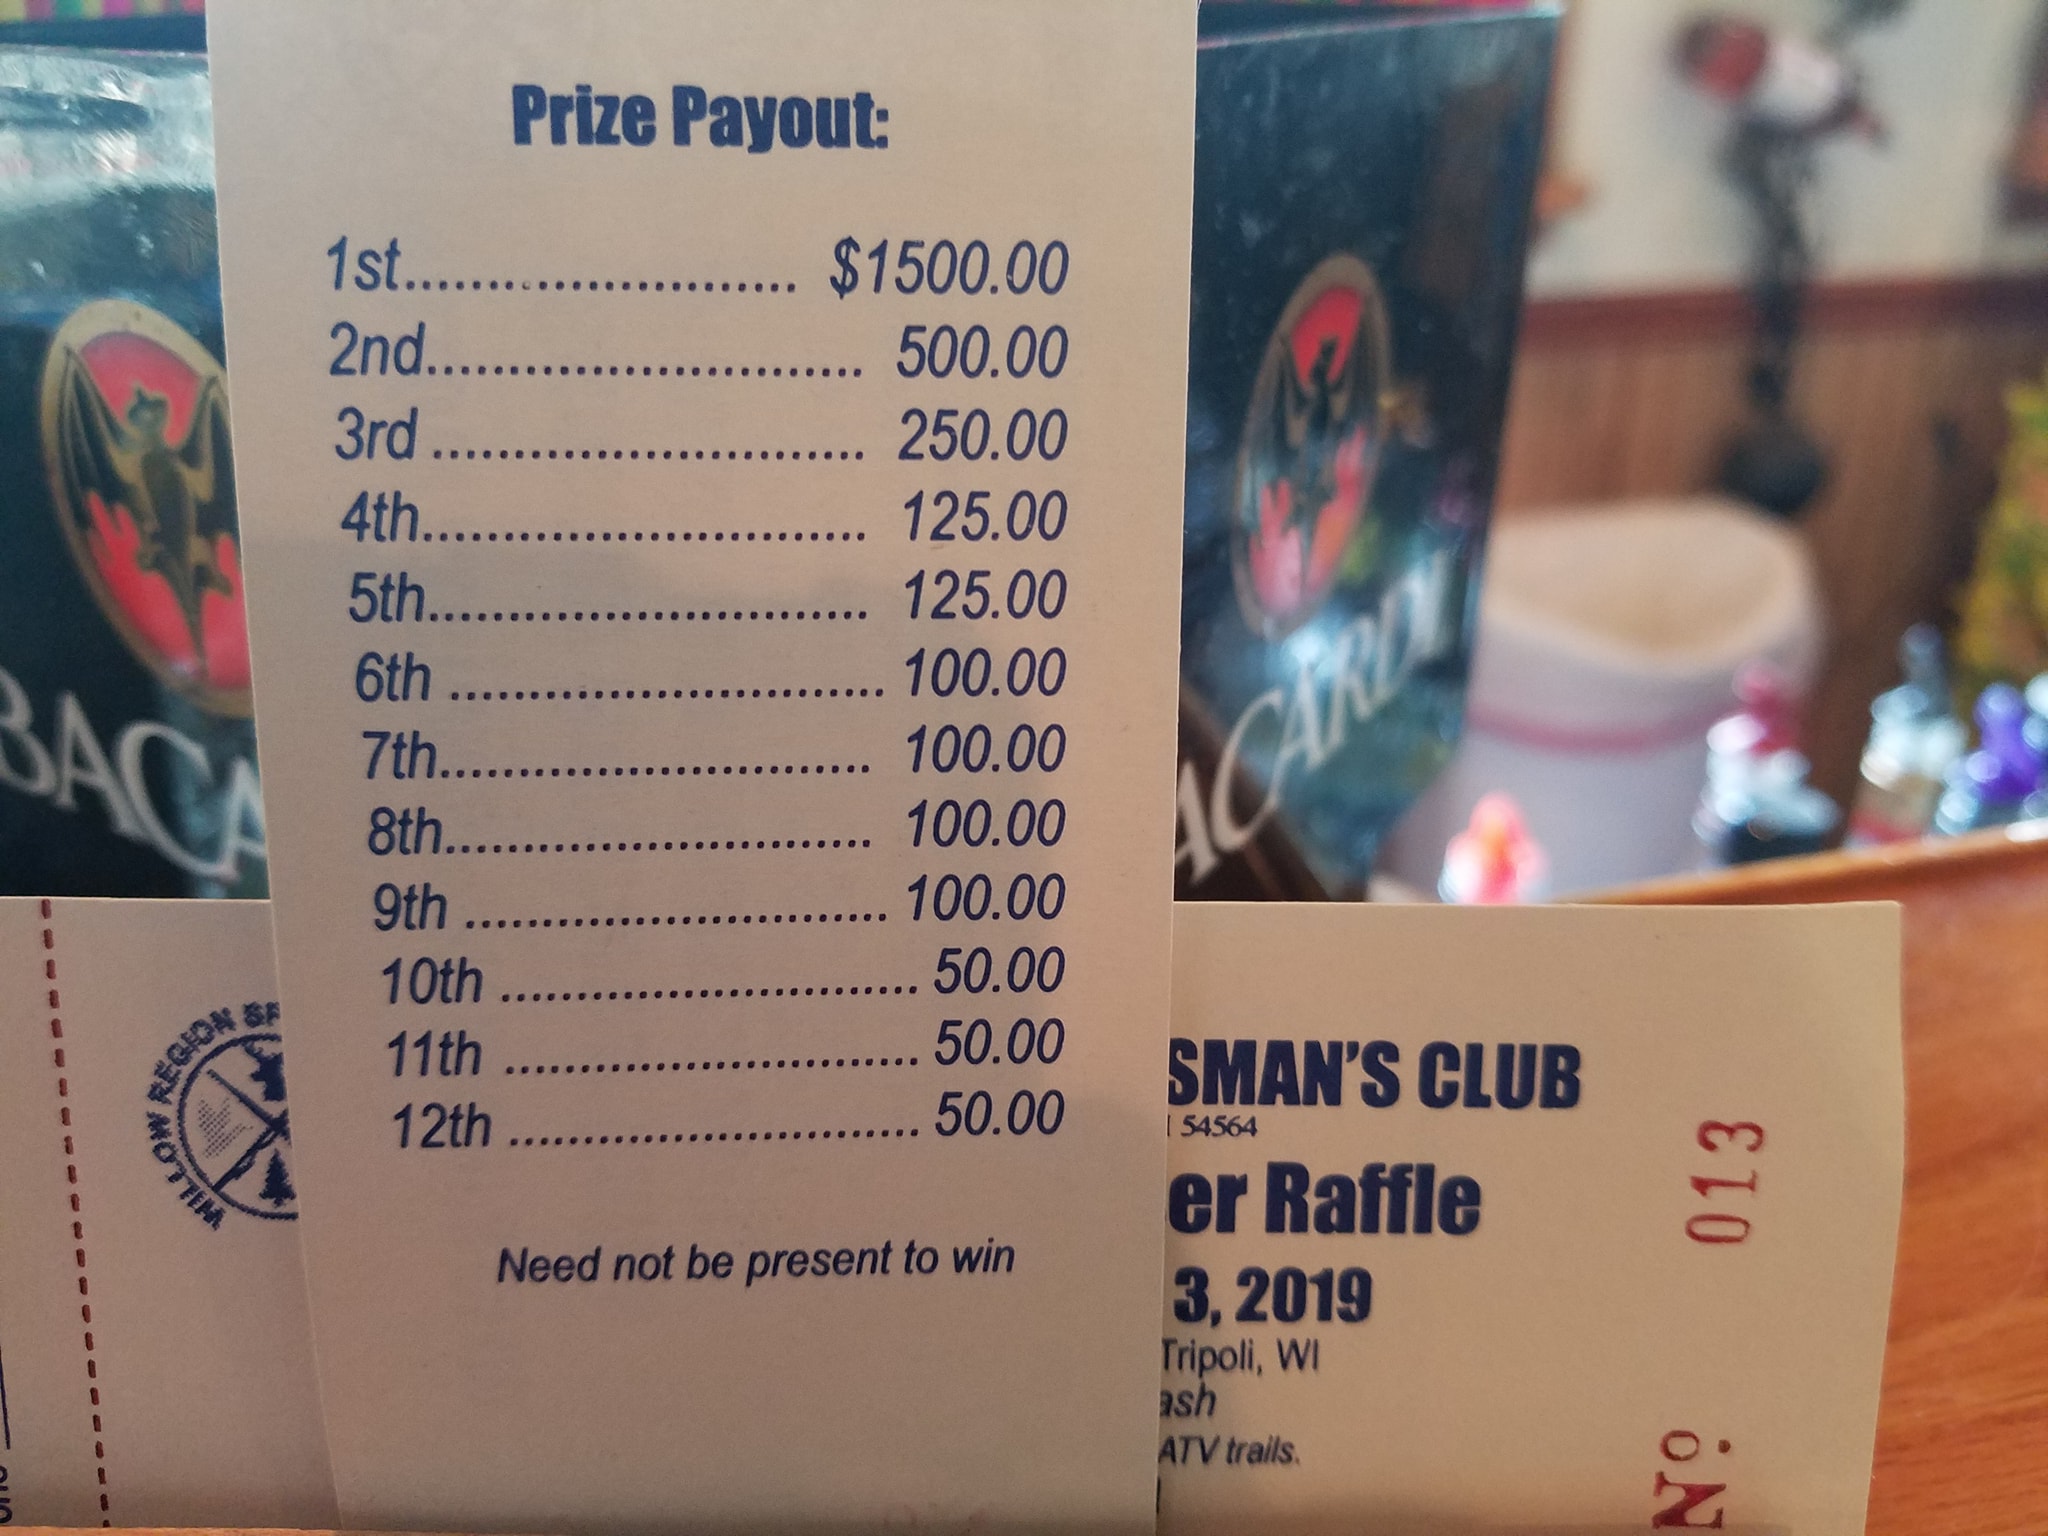 Prize Payout:
1st......................... $1500.00
2nd............................ 500.00
3rd ............................ 250.00
4th............................ 125.00
5th............................ 125.00
6th ............................ 100.00
7th............................ 100.00
8th............................ 100.00
9th ............................ 100.00
10th ............................ 50.00
11th ............................ 50.00
12th ............................ 50.00
Need not be present to win
BACA
ACARDI
WILLOW REGION SP
SMAN'S CLUB
54564
er Raffle
3, 2019
Tripoli, WI
ash
ATV trails.
Nº. 013